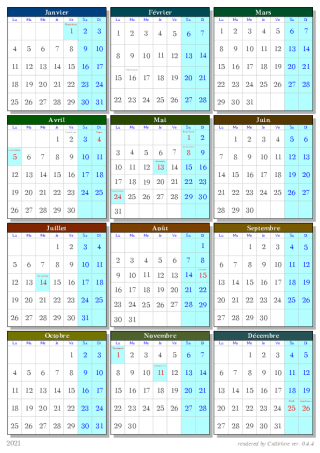 Janvier
Lu Ma Me Je Ve Sa Di
1 2 3
4 5 6 7 8 9 10
11 12 13 14 15 16 17
18 19 20 21 22 23 24
25 26 27 28 29 30 31
Février
Lu Ma Me Je Ve Sa Di
1 2 3 4 5 6 7
8 9 10 11 12 13 14
15 16 17 18 19 20 21
22 23 24 25 26 27 28
Mars
Lu Ma Me Je Ve Sa Di
1 2 3 4 5 6 7
8 9 10 11 12 13 14
15 16 17 18 19 20 21
22 23 24 25 26 27 28
29 30 31
Avril
Lu Ma Me Je Ve Sa Di
1 2 3 4
5 6 7 8 9 10 11
12 13 14 15 16 17 18
19 20 21 22 23 24 25
26 27 28 29 30
Mai
Lu Ma Me Je Ve Sa Di
1 2
3 4 5 6 7 8 9
10 11 12 13 14 15 16
17 18 19 20 21 22 23
24 25 26 27 28 29 30
31
Juin
Lu Ma Me Je Ve Sa Di
1 2 3 4 5 6
7 8 9 10 11 12 13
14 15 16 17 18 19 20
21 22 23 24 25 26 27
28 29 30
Juillet
Lu Ma Me Je Ve Sa Di
1 2 3 4
5 6 7 8 9 10 11
12 13 14 15 16 17 18
19 20 21 22 23 24 25
26 27 28 29 30 31
Août
Lu Ma Me Je Ve Sa Di
1
2 3 4 5 6 7 8
9 10 11 12 13 14 15
16 17 18 19 20 21 22
23 24 25 26 27 28 29
30 31
Septembre
Lu Ma Me Je Ve Sa Di
1 2 3 4 5
6 7 8 9 10 11 12
13 14 15 16 17 18 19
20 21 22 23 24 25 26
27 28 29 30
Octobre
Lu Ma Me Je Ve Sa Di
1 2 3
4 5 6 7 8 9 10
11 12 13 14 15 16 17
18 19 20 21 22 23 24
25 26 27 28 29 30 31
Novembre
Lu Ma Me Je Ve Sa Di
1 2 3 4 5 6 7
8 9 10 11 12 13 14
15 16 17 18 19 20 21
22 23 24 25 26 27 28
29 30
Décembre
Lu Ma Me Je Ve Sa Di
1 2 3 4 5
6 7 8 9 10 11 12
13 14 15 16 17 18 19
20 21 22 23 24 25 26
27 28 29 30 31
2021
rendered by Calitrine ver. 0.4.4